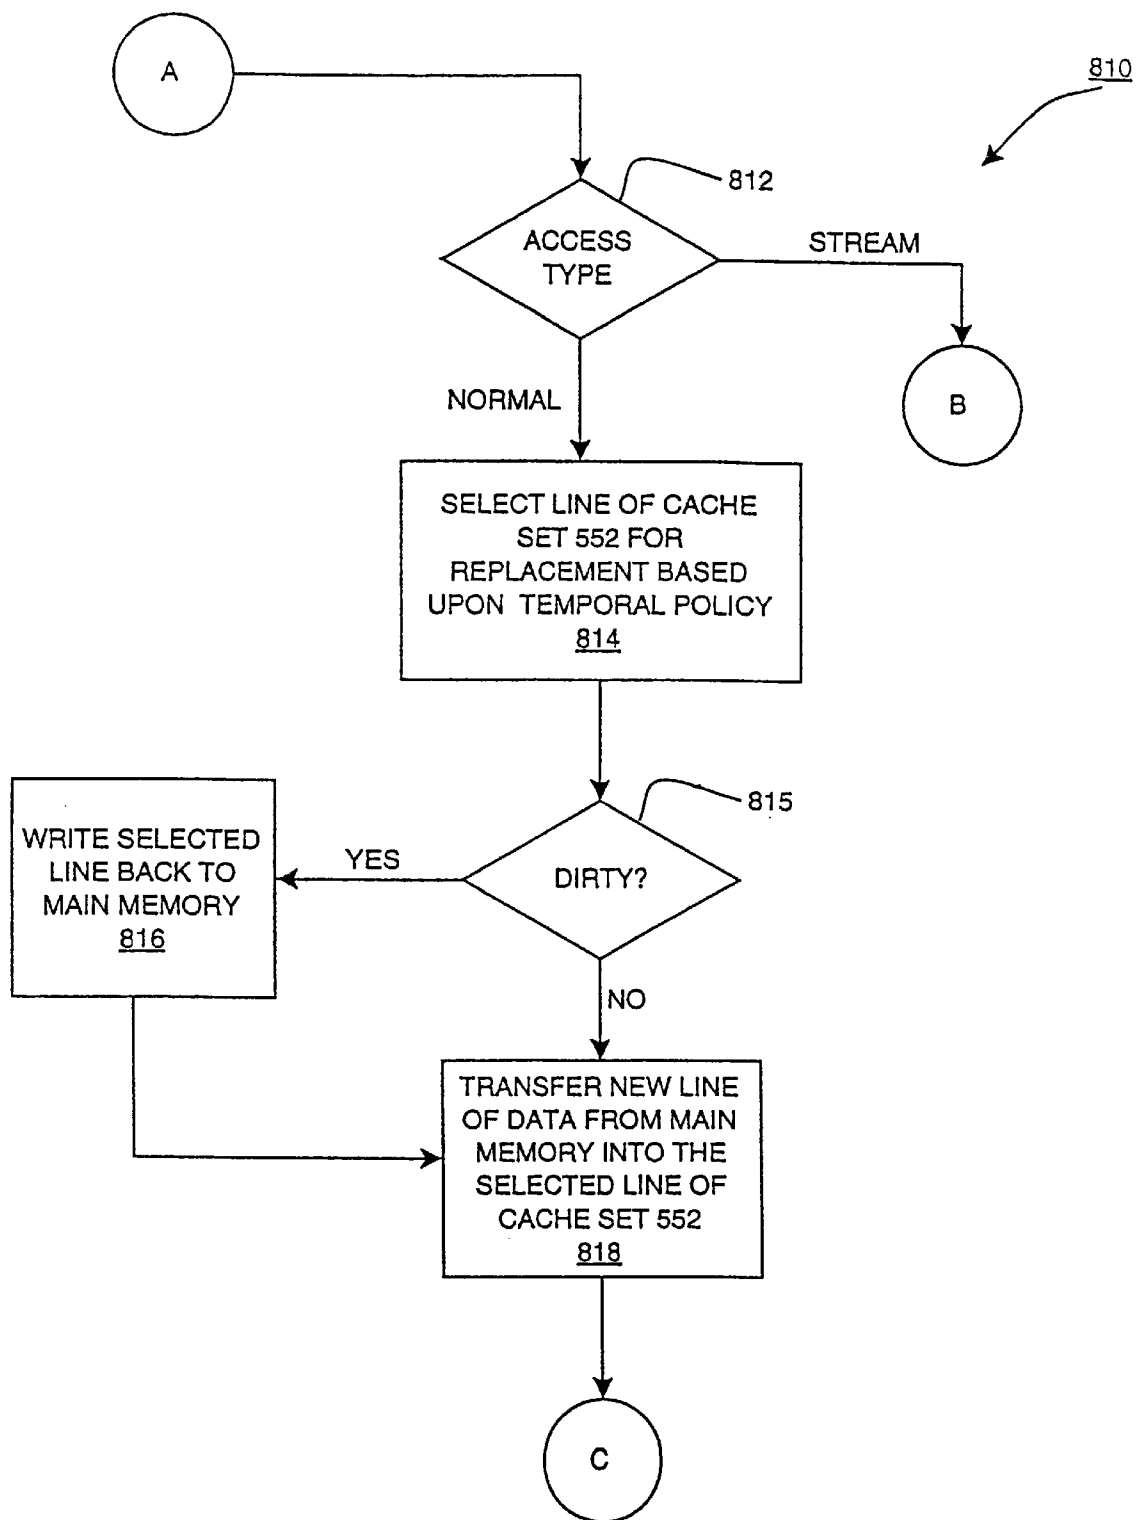 A
810
812
ACCESS
TYPE
STREAM
B
NORMAL
SELECT LINE OF CACHE
SET 552 FOR
REPLACEMENT BASED
UPON TEMPORAL POLICY
814
815
DIRTY?
YES
WRITE SELECTED
LINE BACK TO
MAIN MEMORY
816
NO
TRANSFER NEW LINE
OF DATA FROM MAIN
MEMORY INTO THE
SELECTED LINE OF
CACHE SET 552
818
C